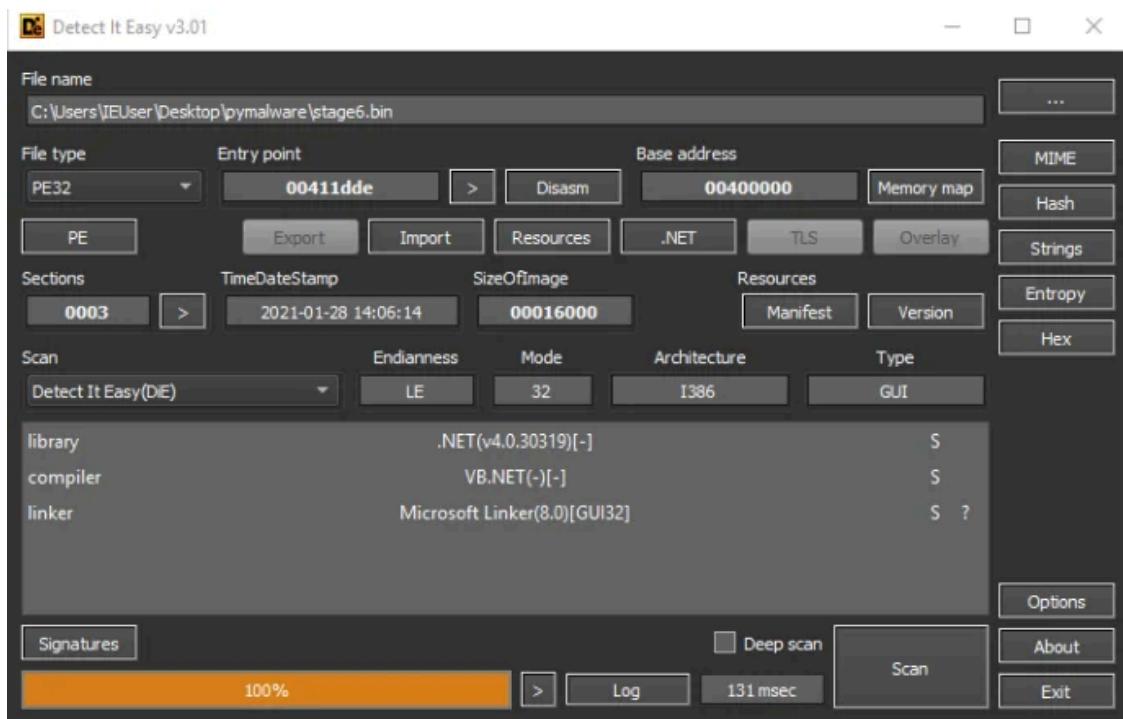 Detect It Easy v3.01
File name
C:\Users\IEUser\Desktop\pymalware\stage6.bin
...
File type Entry point Base address
MIME
PE32 00411dde > Disasm 00400000 Memory map
Hash
PE Export Import Resources .NET TLS Overlay
Strings
Sections TimeDateStamp SizeOfImage Resources
Entropy
0003 > 2021-01-28 14:06:14 00016000 Manifest Version
Hex
Scan Endianness Mode Architecture Type
Detect It Easy(DiE) LE 32 I386 GUI
library .NET(v4.0.30319)[-] S
compiler VB.NET(-)[-] S
linker Microsoft Linker(8.0)[GUI32] S ?
Options
Signatures Deep scan Scan About
100% > Log 131 msec Exit